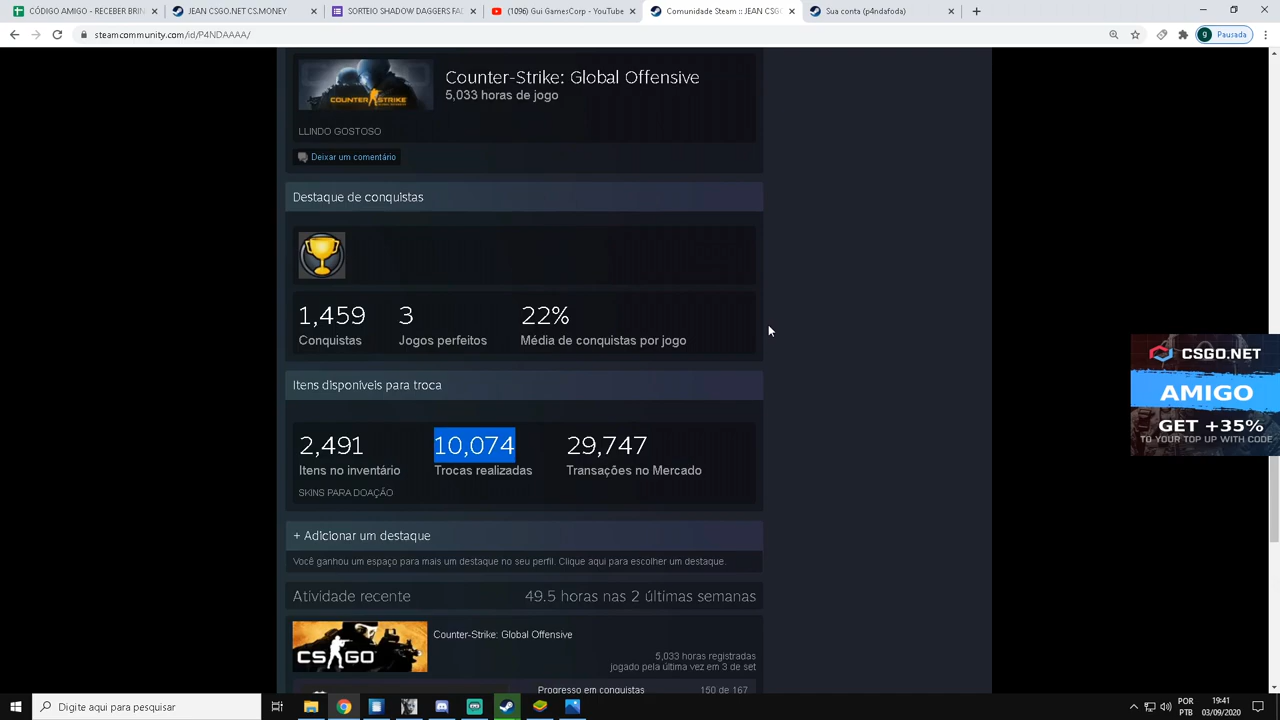 CÓDIGO AMIGO - RECEBER BRIN
JEAN CSGO.NET CS.MONEY
SORTEIO SHADOW DAGGERS FAD
(1096) Gui GamesCorp - YouTube
Comunidade Steam :: JEAN CSG
Sua conta (p4ndafoda)
steamcommunity.com/id/P4NDAAAA/
g
Pausada
COUNTER-STRIKE
Counter-Strike: Global Offensive
5,033 horas de jogo
LLINDO GOSTOSO
Deixar um comentário
Destaque de conquistas
1,459
3
22%
Conquistas
Jogos perfeitos
Média de conquistas por jogo
CSGO.NET
AMIGO
GET +35%
TO YOUR TOP UP WITH CODE
Itens disponíveis para troca
2,491
10,074
29,747
Itens no inventário
Trocas realizadas
Transações no Mercado
SKINS PARA DOAÇÃO
+ Adicionar um destaque
Você ganhou um espaço para mais um destaque no seu perfil. Clique aqui para escolher um destaque.
Atividade recente
49.5 horas nas 2 últimas semanas
CS GO
Counter-Strike: Global Offensive
5,033 horas registradas
jogado pela última vez em 3 de set
Progresso em conquistas
150 de 167
Digite aqui para pesquisar
POR
PTB
19:41
03/09/2020